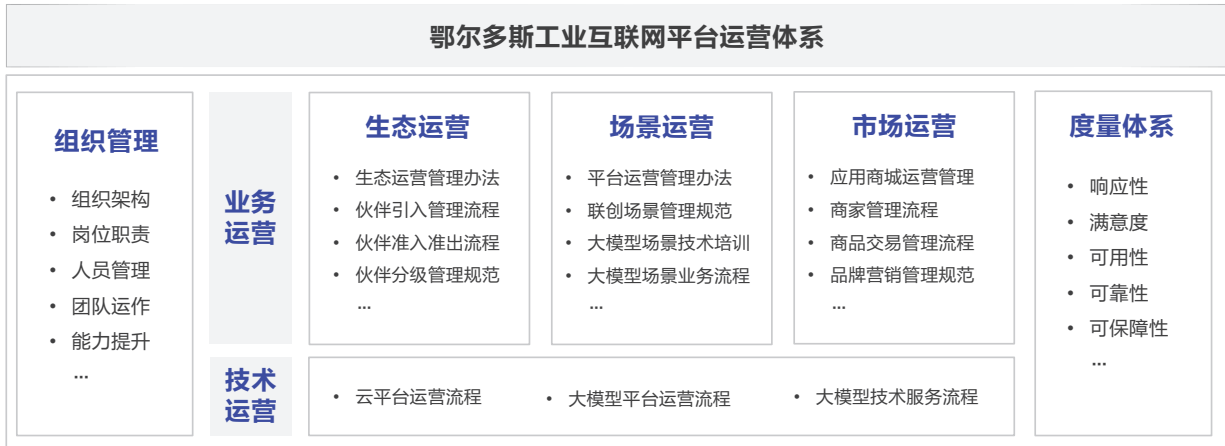 鄂尔多斯工业互联网平台运营体系
组织管理
• 组织架构
• 岗位职责
• 人员管理
• 团队运作
• 能力提升
...
业务
运营
生态运营
• 生态运营管理办法
• 伙伴引入管理流程
• 伙伴准入准出流程
• 伙伴分级管理规范
...
场景运营
• 平台运营管理办法
• 联创场景管理规范
• 大模型场景技术培训
• 大模型场景业务流程
...
市场运营
• 应用商城运营管理
• 商家管理流程
• 商品交易管理流程
• 品牌营销管理规范
...
技术
运营
• 云平台运营流程
• 大模型平台运营流程
• 大模型技术服务流程
度量体系
• 响应性
• 满意度
• 可用性
• 可靠性
• 可保障性
...